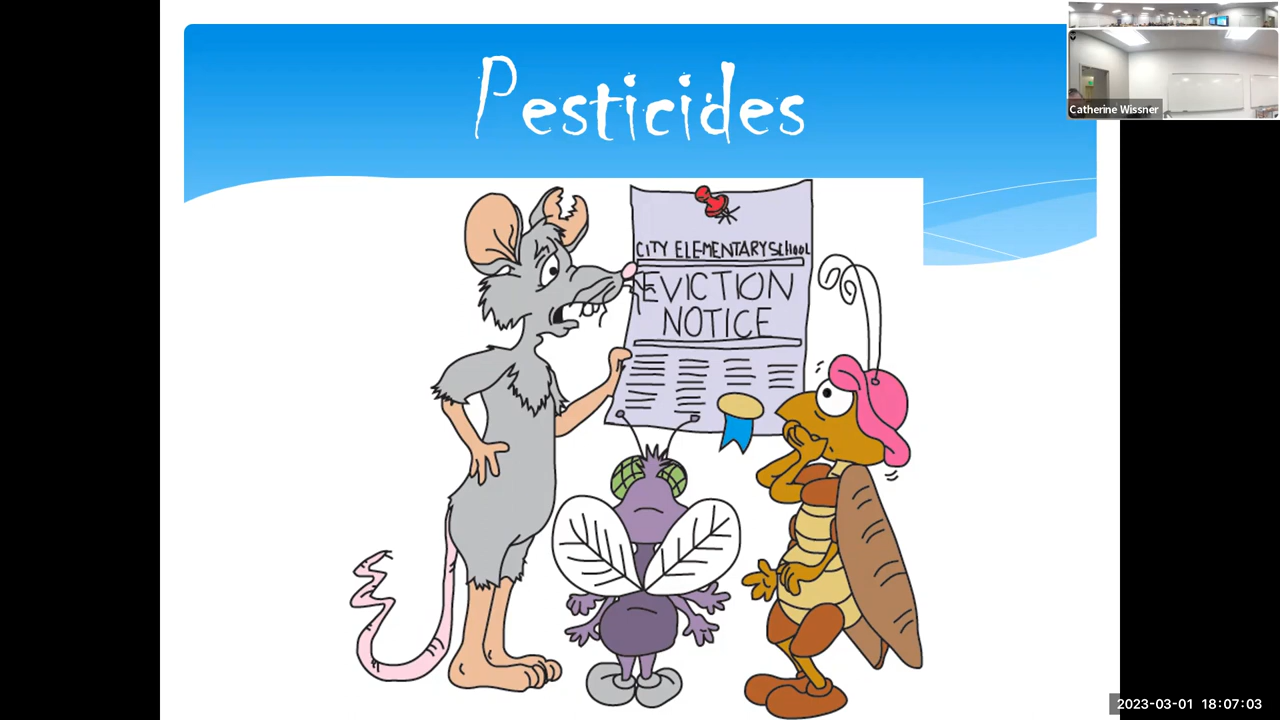 Pesticides
Catherine Wissner
CITY ELEMENTARY SCHOOL
EVICTION
NOTICE
2023-03-01 18:07:03